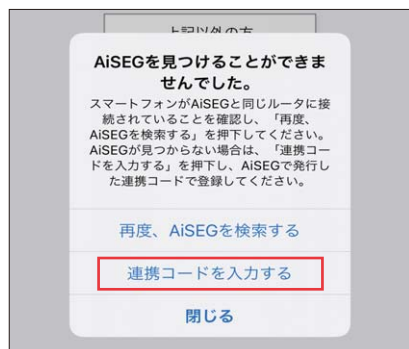 上記以外の方
AiSEGを見つけることができま
せんでした。
スマートフォンがAiSEGと同じルータに接
続されていることを確認し、「再度、
AiSEGを検索する」を押下してください。
AiSEGが見つからない場合は、「連携コー
ドを入力する」を押下し、AiSEGで発行し
た連携コードで登録してください。
再度、AiSEGを検索する
連携コードを入力する
閉じる